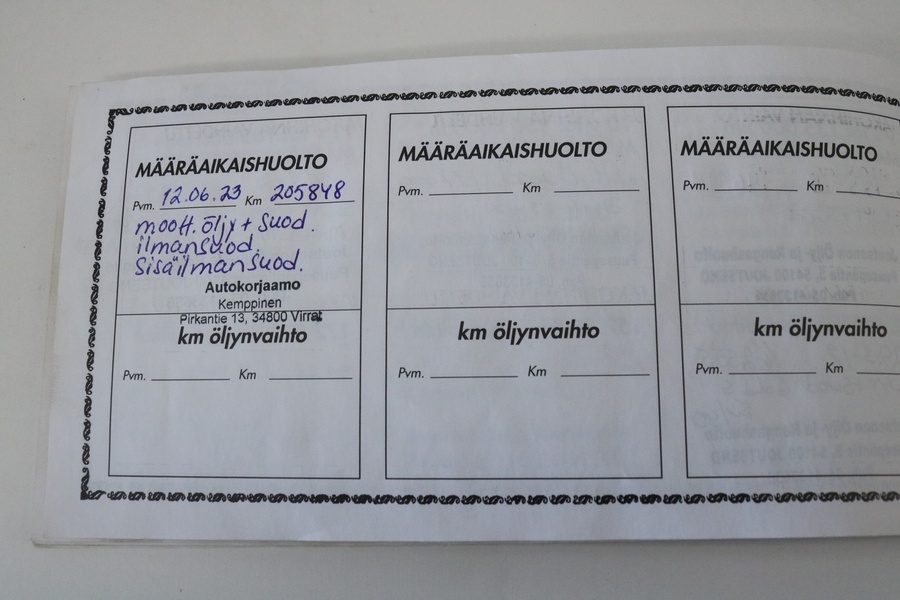 MÄÄRÄAIKAISHUOLTO
Pvm. 12.06.23 Km 205848
moott. öljy + suod.
ilmansuod.
Sisäilmansuod.
Autokorjaamo
Kemppinen
Pirkantie 13, 34800 Virrat
km öljynvaihto
Pvm. Km
MÄÄRÄAIKAISHUOLTO
Pvm. Km
km öljynvaihto
Pvm. Km
MÄÄRÄAIKAISHUOLTO
Pvm. Km
km öljynvaihto
Pvm. Km